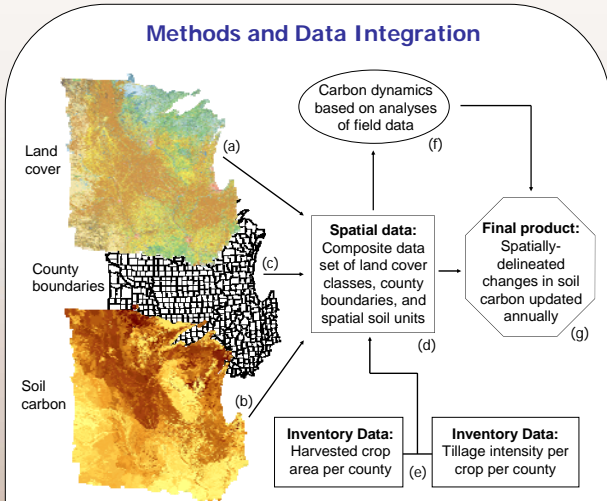 Methods and Data Integration
Land
cover
(a)
County
boundaries
(c)
Soil
carbon
(b)
Carbon dynamics
based on analyses
of field data
(f)
Spatial data:
Composite data
set of land cover
classes, county
boundaries, and
spatial soil units
(d)
Final product:
Spatially-
delineated
changes in soil
carbon updated
annually
(g)
Inventory Data:
Harvested crop
area per county
(e)
Inventory Data:
Tillage intensity per
crop per county